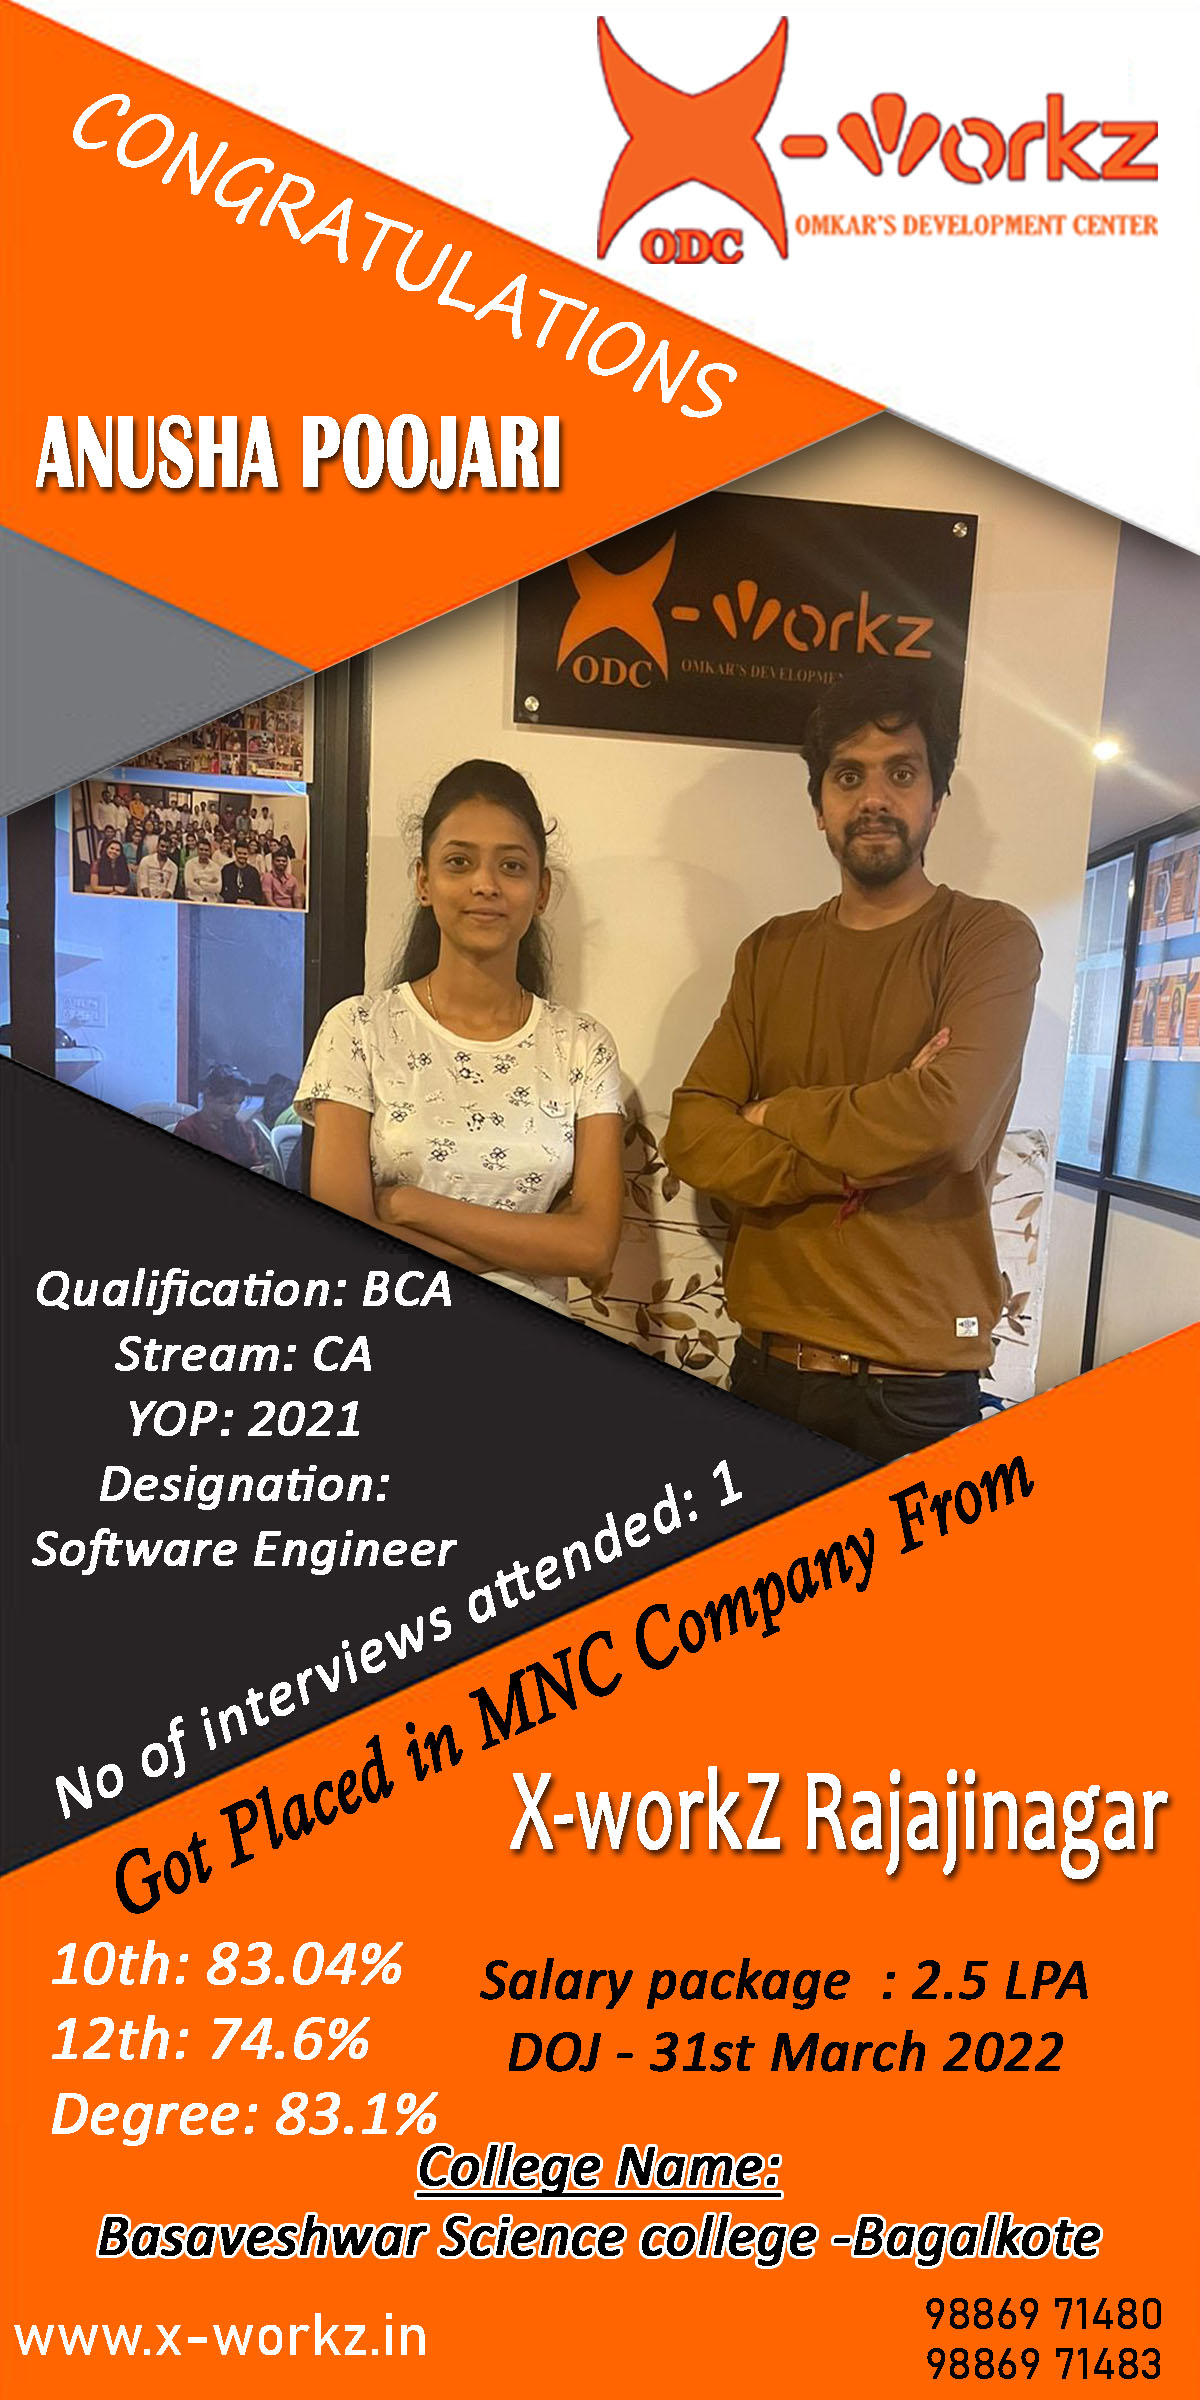 X-workz
ODC
OMKAR'S DEVELOPMENT CENTER
CONGRATULATIONS
ANUSHA POOJARI
X-workz
ODC
OMKAR'S
Qualification: BCA
Stream: CA
YOP: 2021
Designation:
Software Engineer
No of interviews attended: 1
Got Placed in MNC Company From
X-workZ Rajajinagar
10th: 83.04%
12th: 74.6%
Degree: 83.1%
Salary package : 2.5 LPA
DOJ - 31st March 2022
College Name:
Basaveshwar Science college -Bagalkote
www.x-workz.in
98869 71480
98869 71483